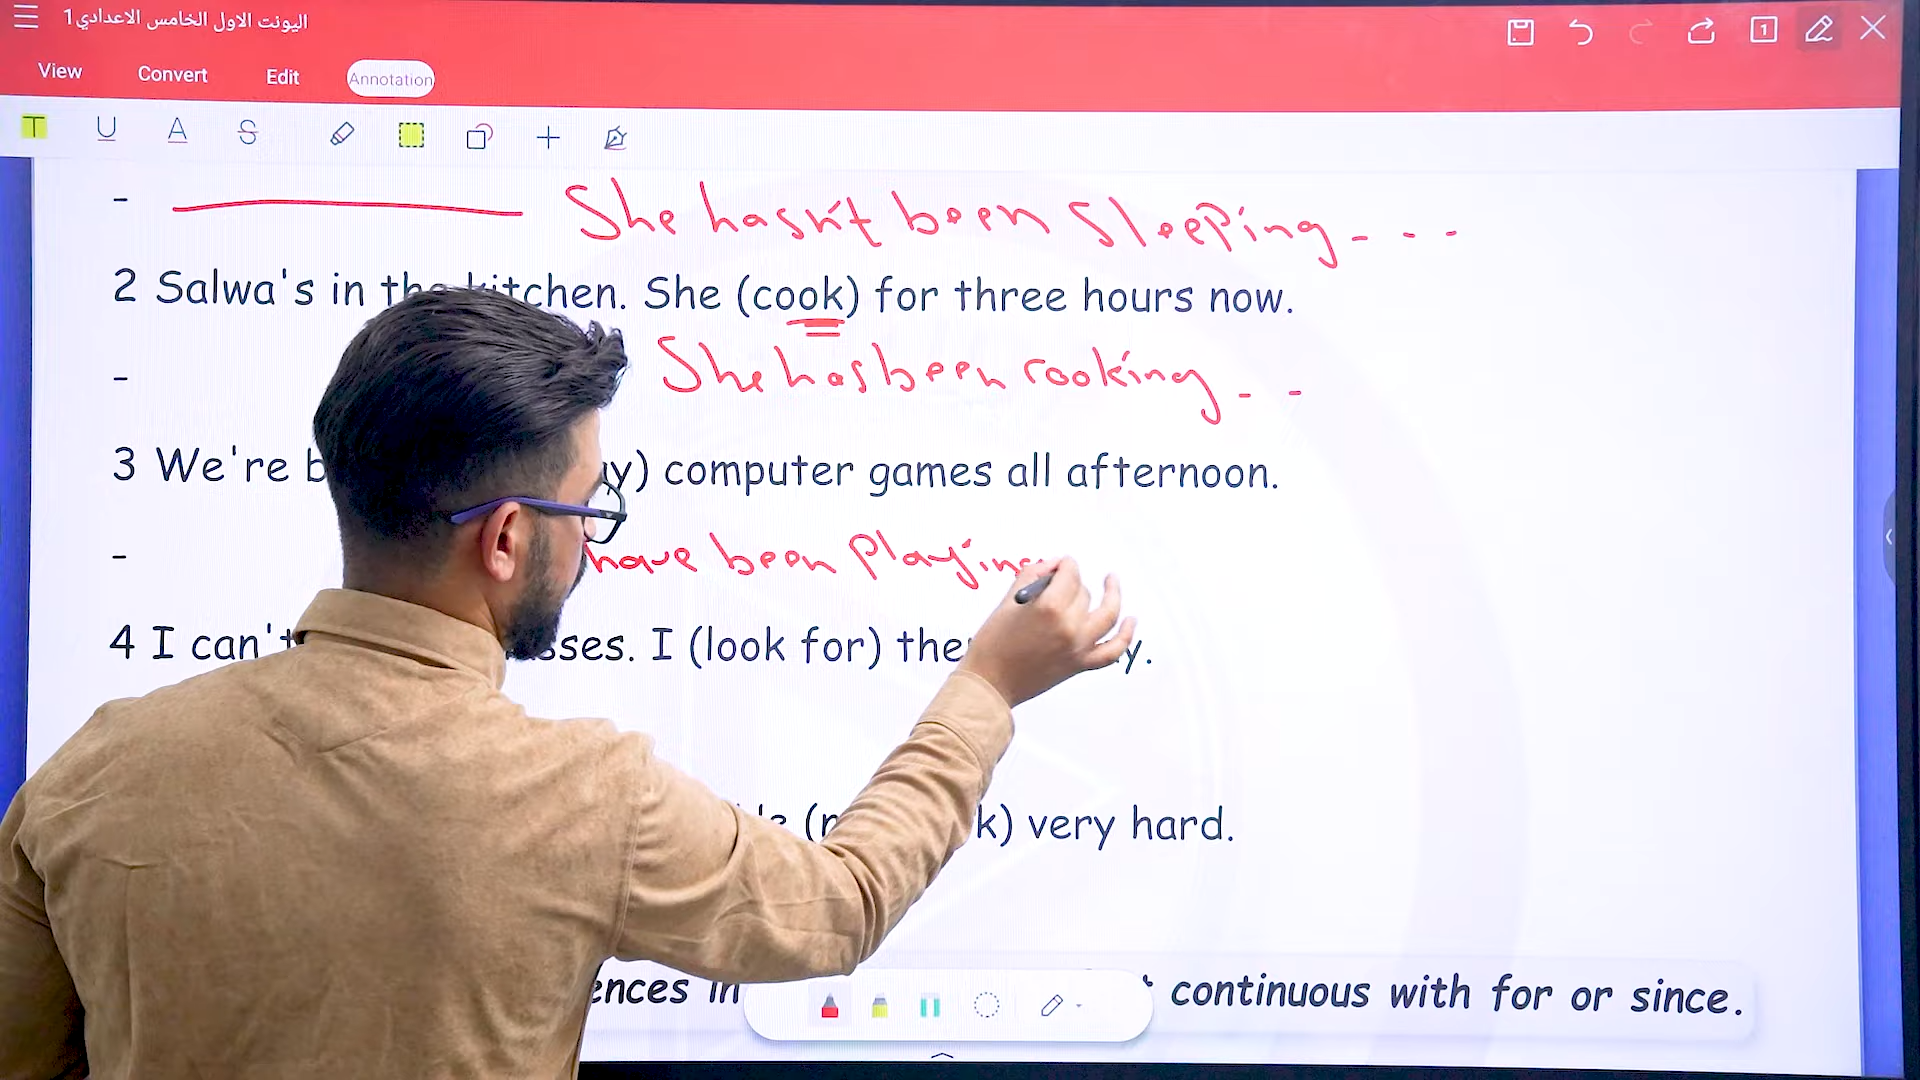 اليونت الاول الخامس الاعدادي1
View Convert Edit Annotation
- She hasn't been sleeping - - -
2 Salwa's in the kitchen. She (cook) for three hours now.
- She has been cooking - -
3 We're computer games all afternoon.
- have been playing
4 I can't I (look for)
very hard.
continuous with for or since.